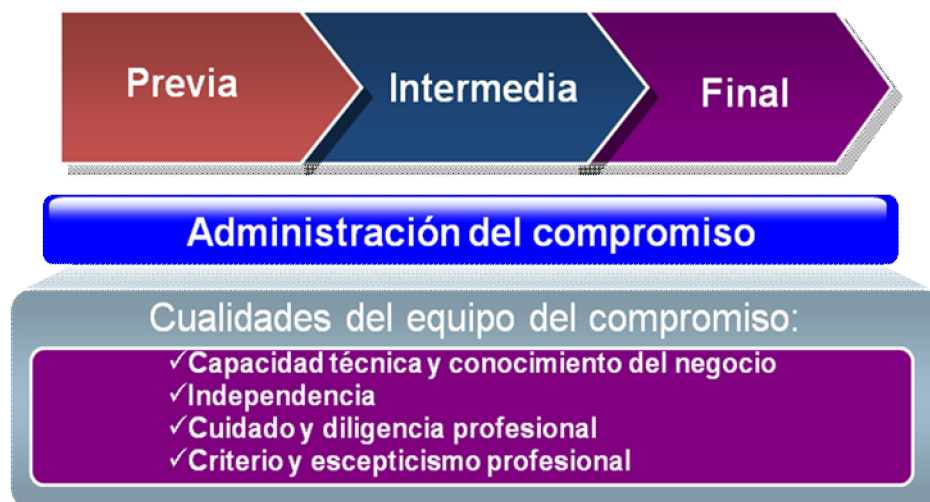 Previa
Intermedia
Final
Administración del compromiso
Cualidades del equipo del compromiso:
✓Capacidad técnica y conocimiento del negocio
✓Independencia
✓Cuidado y diligencia profesional
✓Criterio y escepticismo profesional